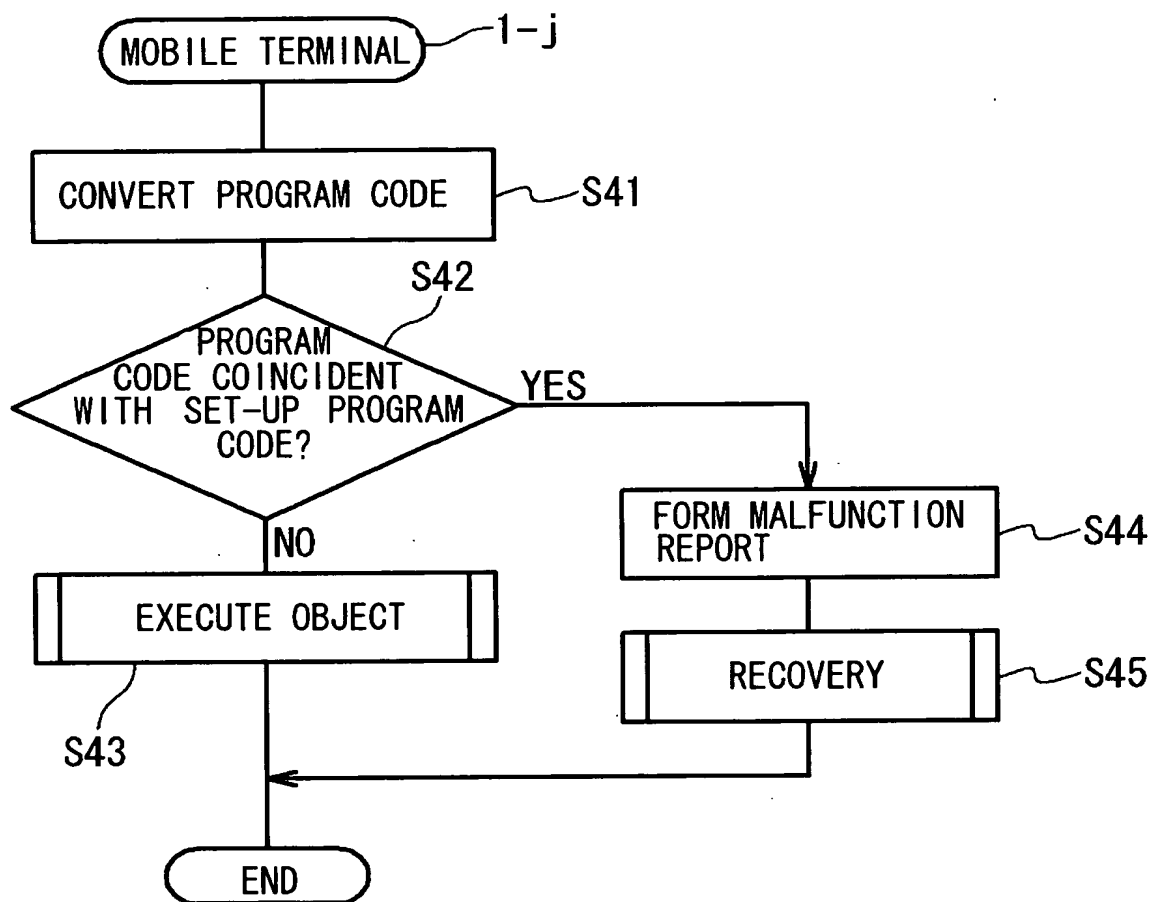 1-j
MOBILE TERMINAL
CONVERT PROGRAM CODE
S41
S42
PROGRAM
CODE COINCIDENT
WITH SET-UP PROGRAM
CODE?
YES
NO
FORM MALFUNCTION
REPORT
S44
EXECUTE OBJECT
S43
RECOVERY
S45
END